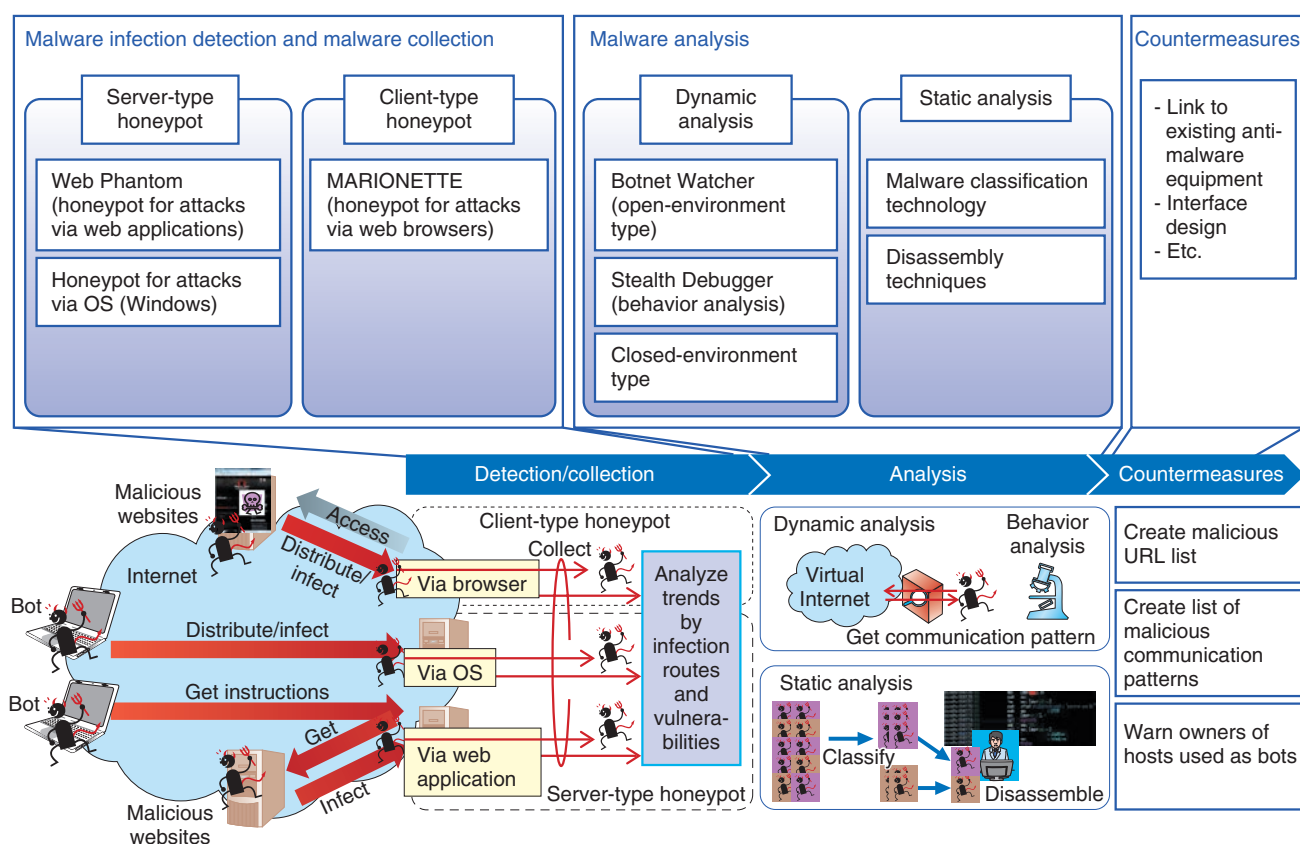 Malware infection detection and malware collection
Server-type
honeypot
Web Phantom
(honeypot for attacks
via web applications)
Honeypot for attacks
via OS (Windows)
Client-type
honeypot
MARIONETTE
(honeypot for attacks
via web browsers)
Malware analysis
Dynamic
analysis
Botnet Watcher
(open-environment
type)
Stealth Debugger
(behavior analysis)
Closed-environment
type
Static analysis
Malware classification
technology
Disassembly
techniques
Countermeasures
- Link to
existing anti-
malware
equipment
- Interface
design
- Etc.
Detection/collection
Analysis
Countermeasures
Malicious
websites
Internet
Access
Distribute/
infect
Bot
Distribute/infect
Bot
Get instructions
Get
Infect
Malicious
websites
Client-type honeypot
Collect
Via browser
Via OS
Via web
application
Server-type honeypot
Analyze
trends
by
infection
routes
and
vulnera-
bilities
Dynamic analysis
Virtual
Internet
Behavior
analysis
Get communication pattern
Static analysis
Classify
Disassemble
Create malicious
URL list
Create list of
malicious
communication
patterns
Warn owners of
hosts used as bots